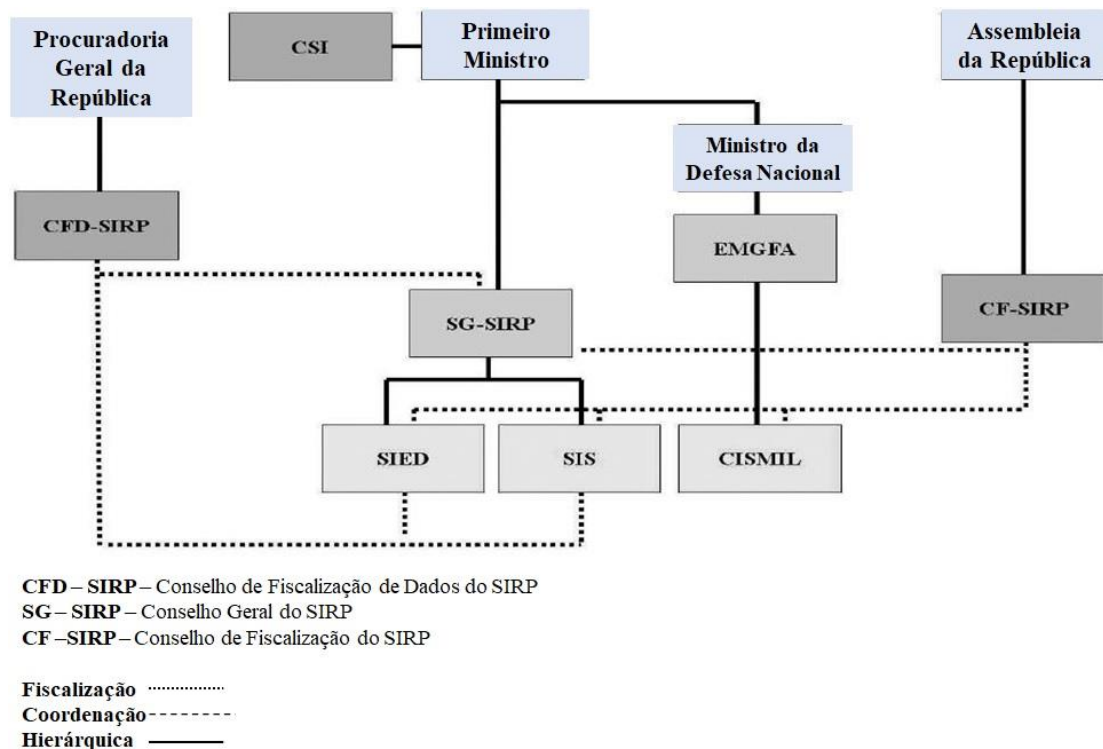 Procuradoria
Geral da
República
CSI
Primeiro
Ministro
Assembleia
da República
Ministro da
Defesa Nacional
CFD-SIRP
EMGFA
SG-SIRP
CF-SIRP
SIED
SIS
CISMIL
CFD – SIRP – Conselho de Fiscalização de Dados do SIRP
SG – SIRP – Conselho Geral do SIRP
CF –SIRP – Conselho de Fiscalização do SIRP
Fiscalização
Coordenação
Hierárquica